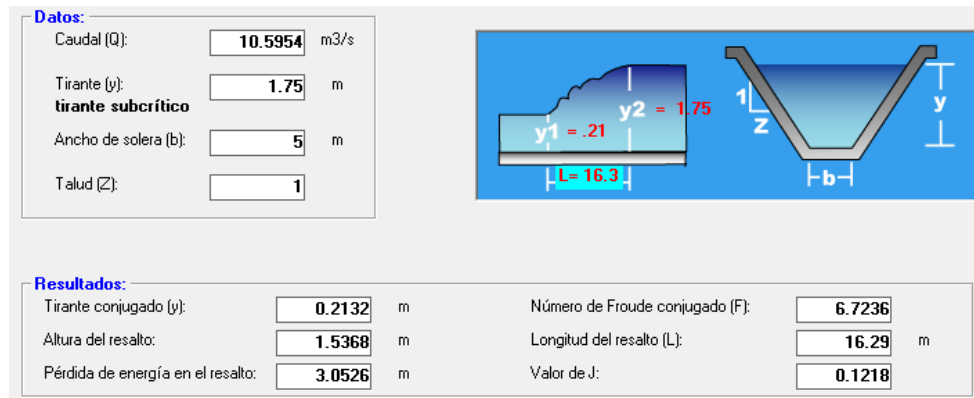 Datos:
Caudal (Q): 10.5954 m3/s
Tirante (y): 1.75 m
tirante subcrítico
Ancho de solera (b): 5 m
Talud (Z): 1
y1 = .21
y2 = 1.75
L= 16.3
1
Z
y
b
Resultados:
Tirante conjugado (y): 0.2132 m Número de Froude conjugado (F): 6.7236
Altura del resalto: 1.5368 m Longitud del resalto (L): 16.29 m
Pérdida de energía en el resalto: 3.0526 m Valor de J: 0.1218